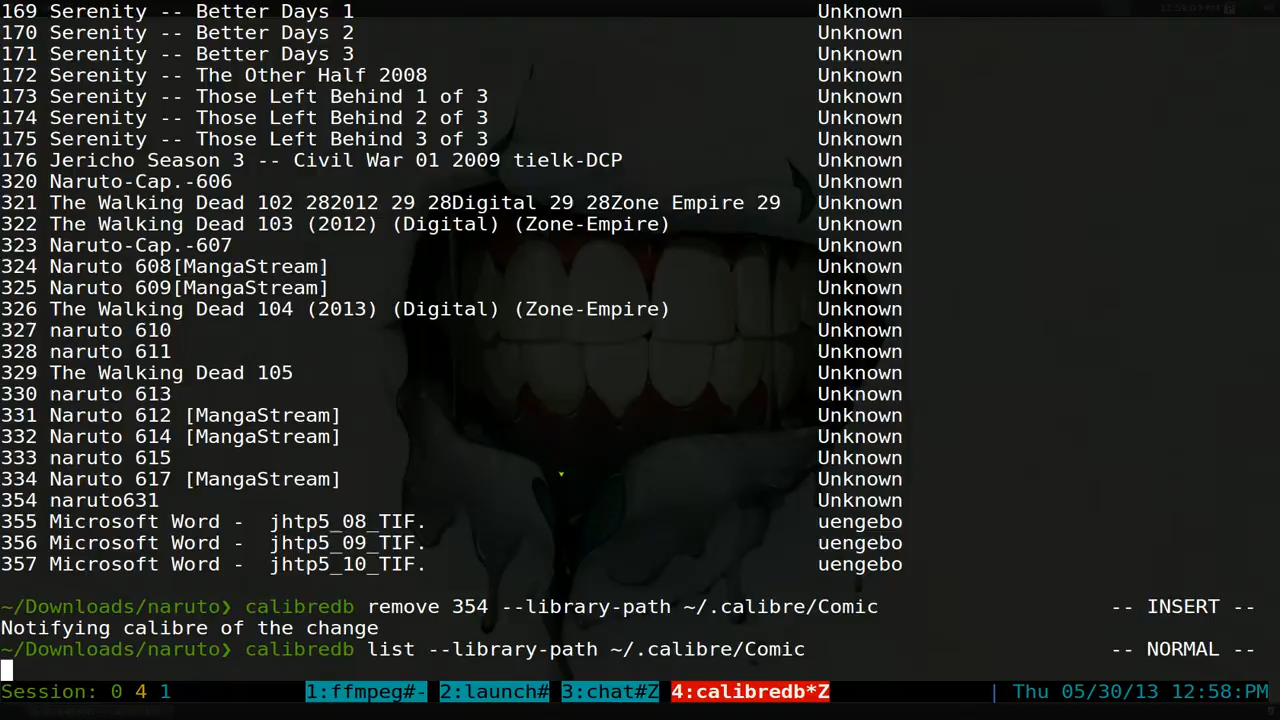 169 Serenity -- Better Days 1 Unknown
170 Serenity -- Better Days 2 Unknown
171 Serenity -- Better Days 3 Unknown
172 Serenity -- The Other Half 2008 Unknown
173 Serenity -- Those Left Behind 1 of 3 Unknown
174 Serenity -- Those Left Behind 2 of 3 Unknown
175 Serenity -- Those Left Behind 3 of 3 Unknown
176 Jericho Season 3 -- Civil War 01 2009 tielk-DCP Unknown
320 Naruto-Cap.-606 Unknown
321 The Walking Dead 102 282012 29 28Digital 29 28Zone Empire 29 Unknown
322 The Walking Dead 103 (2012) (Digital) (Zone-Empire) Unknown
323 Naruto-Cap.-607 Unknown
324 Naruto 608[MangaStream] Unknown
325 Naruto 609[MangaStream] Unknown
326 The Walking Dead 104 (2013) (Digital) (Zone-Empire) Unknown
327 naruto 610 Unknown
328 naruto 611 Unknown
329 The Walking Dead 105 Unknown
330 naruto 613 Unknown
331 Naruto 612 [MangaStream] Unknown
332 Naruto 614 [MangaStream] Unknown
333 naruto 615 Unknown
334 Naruto 617 [MangaStream] Unknown
354 naruto631 Unknown
355 Microsoft Word -  jhtp5_08_TIF. uengebo
356 Microsoft Word -  jhtp5_09_TIF. uengebo
357 Microsoft Word -  jhtp5_10_TIF. uengebo
~/Downloads/naruto❯ calibredb remove 354 --library-path ~/.calibre/Comic -- INSERT --
Notifying calibre of the change
~/Downloads/naruto❯ calibredb list --library-path ~/.calibre/Comic -- NORMAL --
Session: 0 4 1 1:ffmpeg#- 2:launch# 3:chat#Z 4:calibredb*Z | Thu 05/30/13 12:58:PM